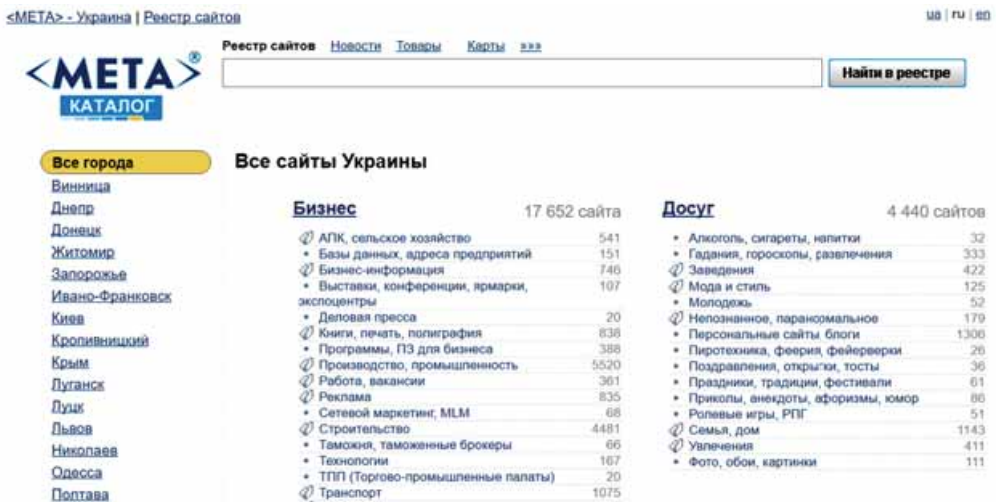 <МЕТА> - Украина | Реестр сайтов
ua | ru | en
Реестр сайтов Новости Товары Карты »»»
<МЕТА>®
КАТАЛОГ
Найти в реестре
Все города
Винница
Днепр
Донецк
Житомир
Запорожье
Ивано-Франковск
Киев
Кропивницкий
Крым
Луганск
Луцк
Львов
Николаев
Одесса
Полтава
Все сайты Украины
Бизнес 17 652 сайта
АПК, сельское хозяйство 541
Базы данных, адреса предприятий 151
Бизнес-информация 746
Выставки, конференции, ярмарки, 107
экспоцентры
Деловая пресса 20
Книги, печать, полиграфия 838
Программы, ПЗ для бизнеса 388
Производство, промышленность 5520
Работа, вакансии 361
Реклама 835
Сетевой маркетинг, MLM 68
Строительство 4481
Таможня, таможенные брокеры 66
Технологии 167
ТПП (Торгово-промышленные палаты) 20
Транспорт 1075
Досуг 4 440 сайтов
Алкоголь, сигареты, напитки 32
Гадания, гороскопы, развлечения 333
Заведения 422
Мода и стиль 125
Молодежь 52
Непознанное, паранормальное 179
Персональные сайты, блоги 1306
Пиротехника, феерия, фейерверки 26
Поздравления, открытки, тосты 36
Праздники, традиции, фестивали 61
Приколы, анекдоты, афоризмы, юмор 86
Ролевые игры, РПГ 51
Семья, дом 1143
Увлечения 411
Фото, обои, картинки 111